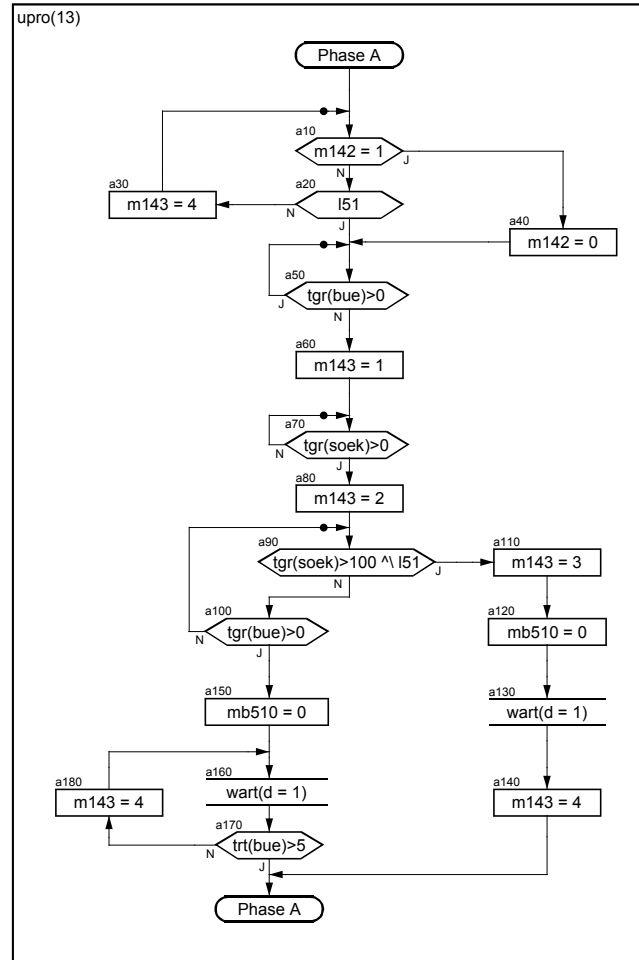 upro(13)
Phase A
a10
m142 = 1
J
N
a30
a20
m143 = 4
N
l51
J
a40
m142 = 0
a50
tgr(bue)>0
J
N
a60
m143 = 1
a70
tgr(soek)>0
N
J
a80
m143 = 2
a90
tgr(soek)>100 ^\ l51
J
N
a110
m143 = 3
a100
tgr(bue)>0
N
J
a120
mb510 = 0
a150
mb510 = 0
a130
wart(d = 1)
a180
m143 = 4
a160
wart(d = 1)
a140
m143 = 4
a170
trt(bue)>5
N
J
Phase A